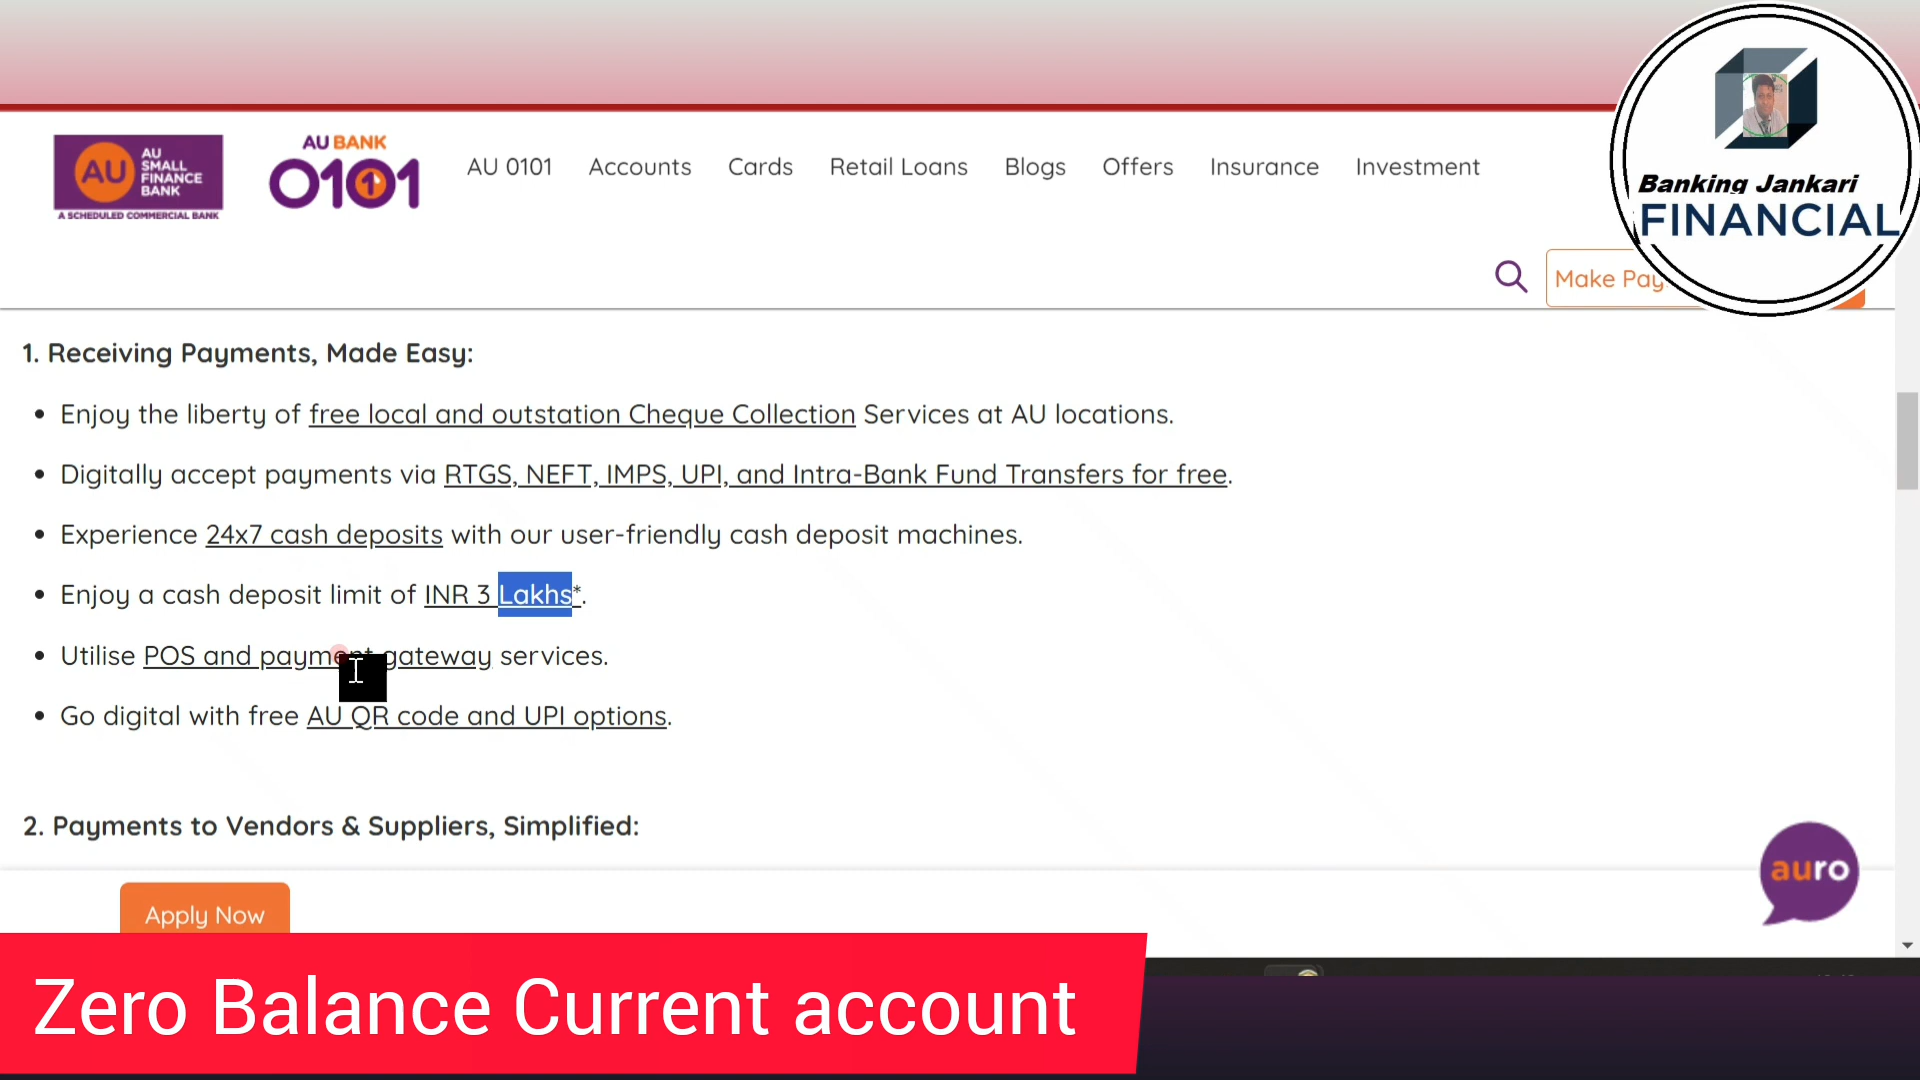 AU
AU
SMALL
FINANCE
BANK
A SCHEDULED COMMERCIAL BANK
AU BANK
0101
AU 0101
Accounts
Cards
Retail Loans
Blogs
Offers
Insurance
Investment
Banking Jankari
FINANCIAL
Make Pay
1. Receiving Payments, Made Easy:
• Enjoy the liberty of free local and outstation Cheque Collection Services at AU locations.
• Digitally accept payments via RTGS, NEFT, IMPS, UPI, and Intra-Bank Fund Transfers for free.
• Experience 24x7 cash deposits with our user-friendly cash deposit machines.
• Enjoy a cash deposit limit of INR 3 Lakhs*.
• Utilise POS and payment gateway services.
• Go digital with free AU QR code and UPI options.
2. Payments to Vendors & Suppliers, Simplified:
auro
Apply Now
Zero Balance Current account